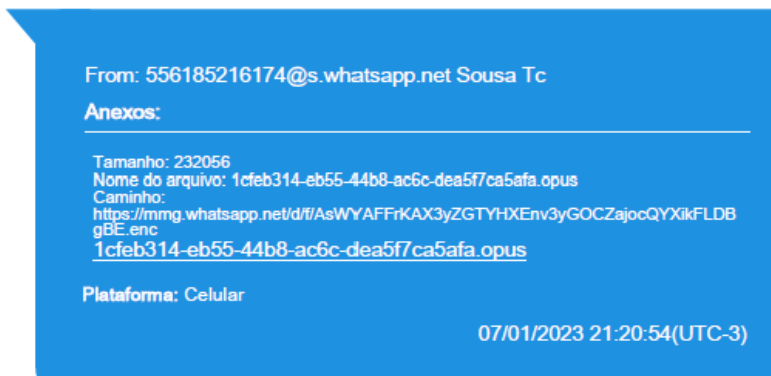 From: 556185216174@s.whatsapp.net Sousa Tc
Anexos:
Tamanho: 232056
Nome do arquivo: 1cfeb314-eb55-44b8-ac6c-dea5f7ca5afa.opus
Caminho:
https://mmg.whatsapp.net/d/f/AsWYAFFrKAX3yZGTYHXEnv3yGOCZajocQYXikFLDB
gBE.enc
1cfeb314-eb55-44b8-ac6c-dea5f7ca5afa.opus
Plataforma: Celular
07/01/2023 21:20:54(UTC-3)